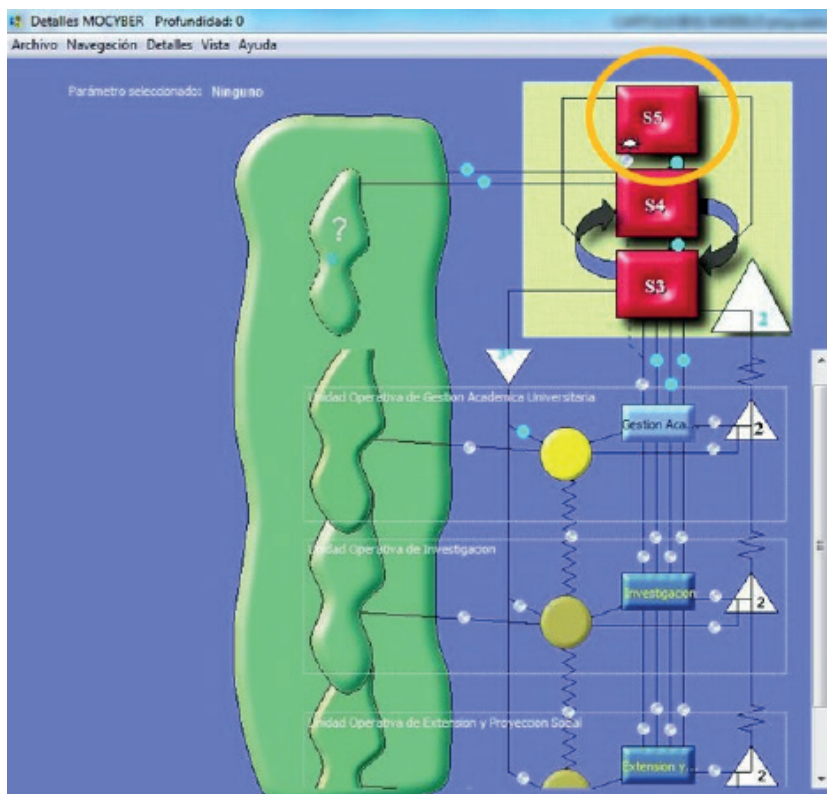 Detalles MOCYBER Profundidad: 0
Archivo Navegación Detalles Vista Ayuda
Parámetro seleccionado: Ninguno
S5
?
S4
S3
2
Unidad Operativa de Gestion Academica Universitaria
Gestion Aca...
2
Unidad Operativa de Investigacion
Investigacion
2
Unidad Operativa de Extension y Proyeccion Social
Extension y...
2